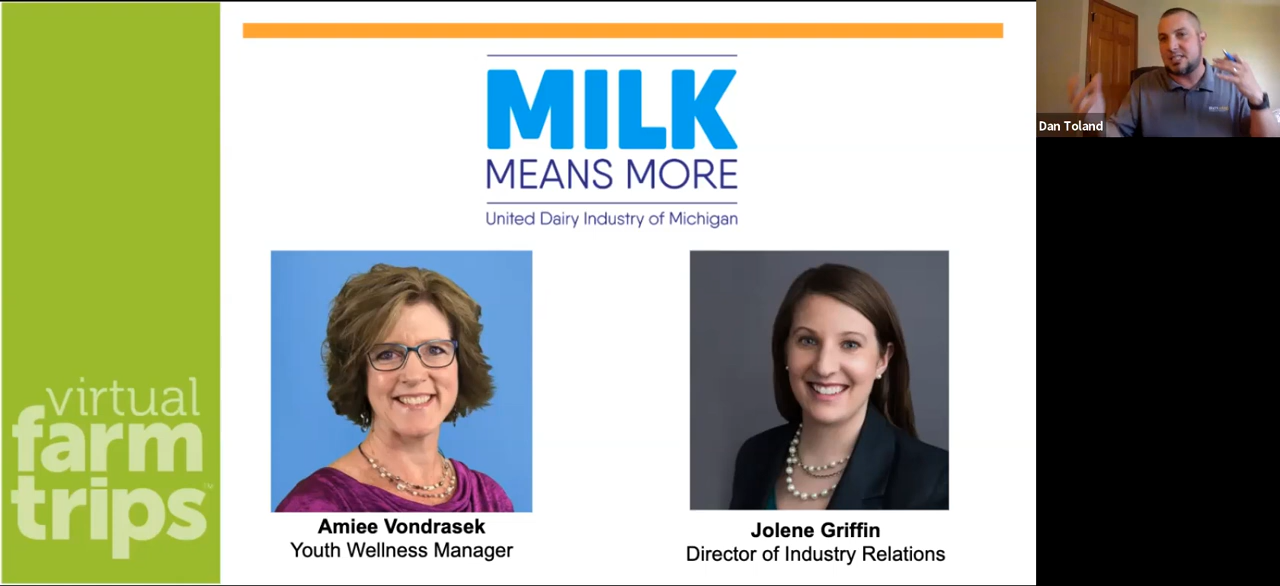 MILK
MEANS MORE
United Dairy Industry of Michigan
Dan Toland
virtual
farm
trips™
Amiee Vondrasek
Youth Wellness Manager
Jolene Griffin
Director of Industry Relations